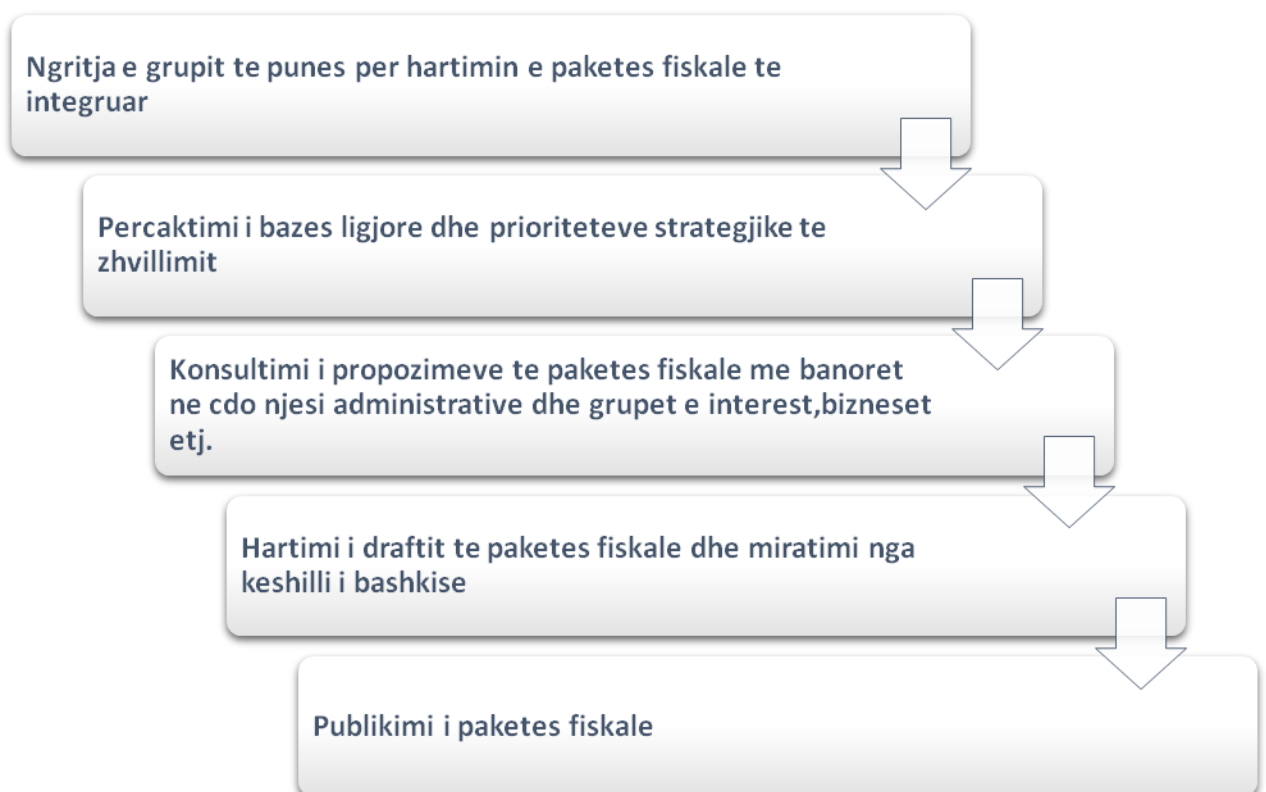 Ngritja e grupit te punes per hartimin e paketes fiskale te
integruar
Percaktimi i bazes ligjore dhe prioriteteve strategjike te
zhvillimit
Konsultimi i propozimeve te paketes fiskale me banoret
ne cdo njesi administrative dhe grupet e interest,bizneset
etj.
Hartimi i draftit te paketes fiskale dhe miratimi nga
keshilli i bashkise
Publikimi i paketes fiskale